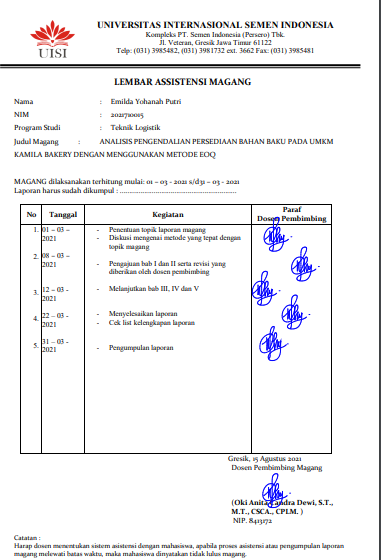 UNIVERSITAS INTERNASIONAL SEMEN INDONESIA
Kompleks PT. Semen Indonesia (Persero) Tbk.
Jl. Veteran, Gresik Jawa Timur 61122
Telp: (031) 3985482, (031) 3981732 ext. 3662 Fax: (031) 3985481
UISI
LEMBAR ASSISTENSI MAGANG
Nama : Emilda Yohanah Putri
NIM : 2021710015
Program Studi : Teknik Logistik
Judul Magang : ANALISIS PENGENDALIAN PERSEDIAAN BAHAN BAKU PADA UMKM
KAMILA BAKERY DENGAN MENGGUNAKAN METODE EOQ
MAGANG dilaksanakan terhitung mulai: 01 – 03 - 2021 s/d31 – 03 - 2021
Laporan harus sudah dikumpul : ..........................................................
No Tanggal Kegiatan Paraf
Dosen Pembimbing
1. 01 – 03 – 2021 - Penentuan topik laporan magang
- Diskusi mengenai metode yang tepat dengan
topik magang
2. 08 – 03 – 2021 - Pengajuan bab I dan II serta revisi yang
diberikan oleh dosen pembimbing
3. 12 – 03 – 2021 - Melanjutkan bab III, IV dan V
4. 22 – 03 – 2021 - Menyelesaikan laporan
- Cek list kelengkapan laporan
5. 31 – 03 – 2021 - Pengumpulan laporan
Gresik, 15 Agustus 2021
Dosen Pembimbing Magang
(Oki Anita Candra Dewi, S.T.,
M.T., CSCA., CPLM. )
NIP. 8413172
Catatan :
Harap dosen menentukan sistem asistensi dengan mahasiswa, apabila proses asistensi atau pengumpulan laporan
magang melewati batas waktu, maka mahasiswa dinyatakan tidak lulus magang.